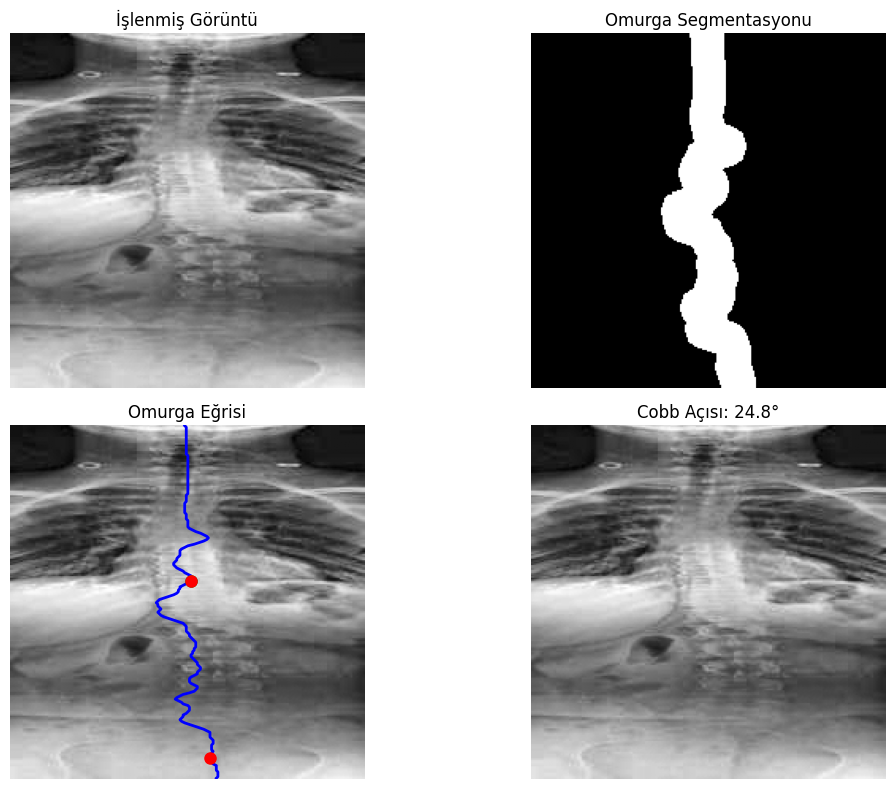 İşlenmiş Görüntü
Omurga Segmentasyonu
Omurga Eğrisi
Cobb Açısı: 24.8°